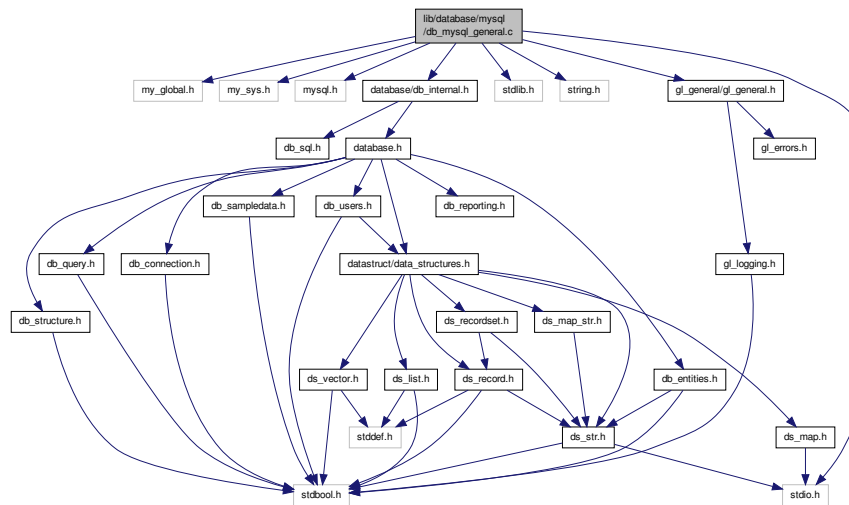 lib/database/mysql
/db_mysql_general.c
my_global.h
my_sys.h
mysql.h
database/db_internal.h
stdlib.h
string.h
gl_general/gl_general.h
db_sql.h
database.h
gl_errors.h
db_sampledata.h
db_users.h
db_reporting.h
db_query.h
db_connection.h
datastruct/data_structures.h
gl_logging.h
db_structure.h
ds_recordset.h
ds_map_str.h
ds_vector.h
ds_list.h
ds_record.h
db_entities.h
stddef.h
ds_str.h
ds_map.h
stdbool.h
stdio.h